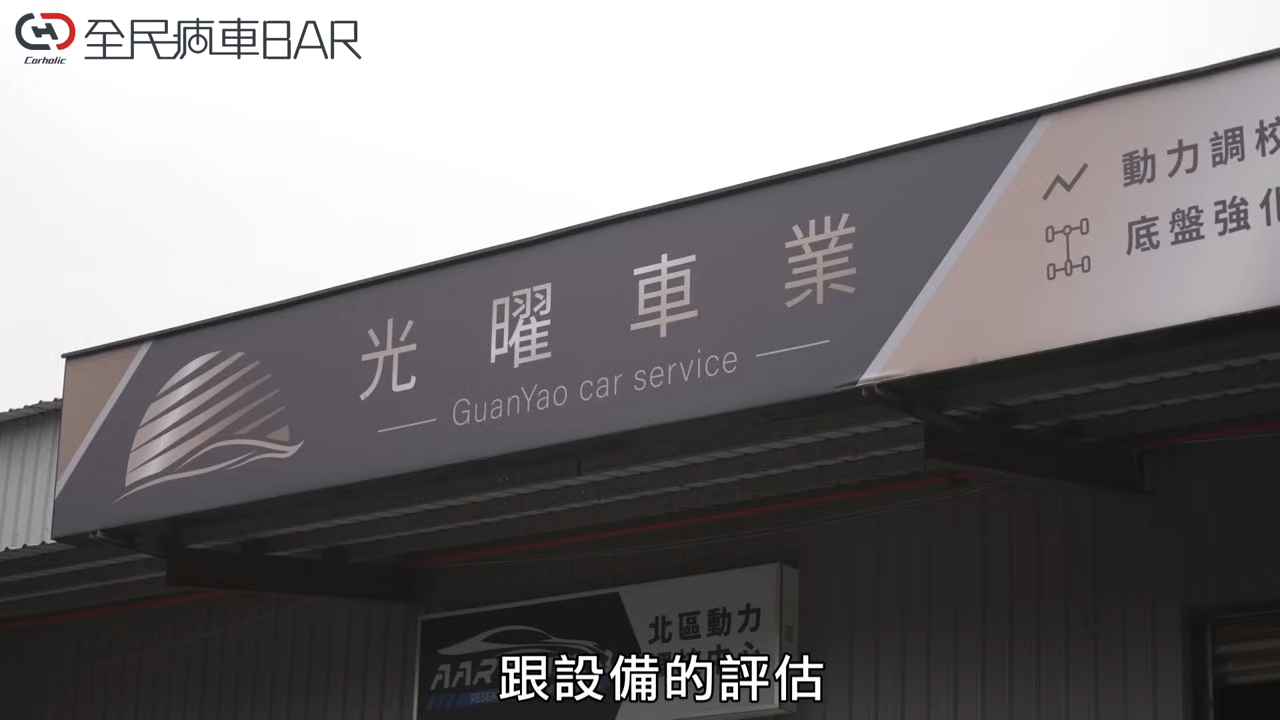 Carholic
全民瘋車BAR
動力調校
底盤強化
光曜車業
GuanYao car service
北區動力
AAR
跟設備的評估